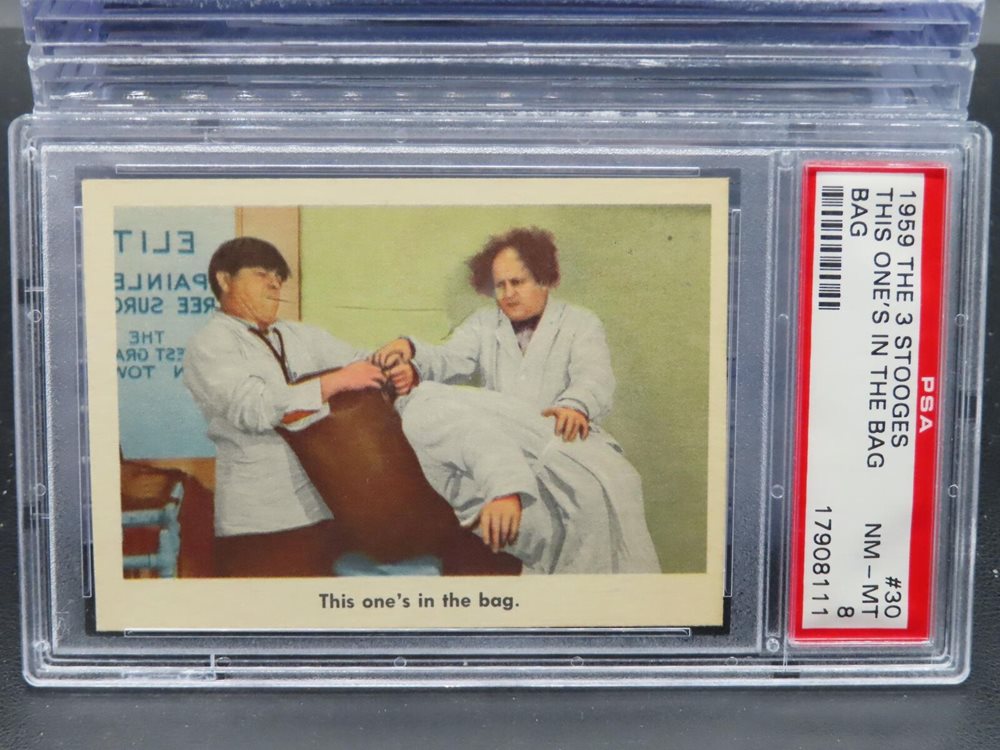 ELIT
PAINLE
REE SURG
THE
EST GRA
N TOW
This one's in the bag.
PSA
1959 THE 3 STOOGES
THIS ONE'S IN THE BAG
BAG
#30
NM-MT
8
17908111